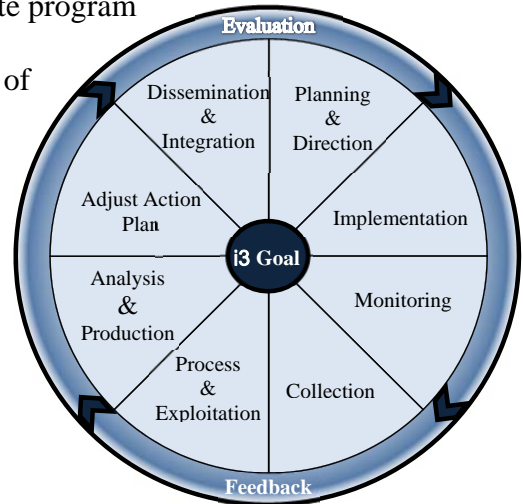 te program
of
Evaluation
Planning
&
Direction
Implementation
Monitoring
Collection
Process
&
Exploitation
Analysis
&
Production
Adjust Action
Plan
Dissemination
&
Integration
i3 Goal
Feedback